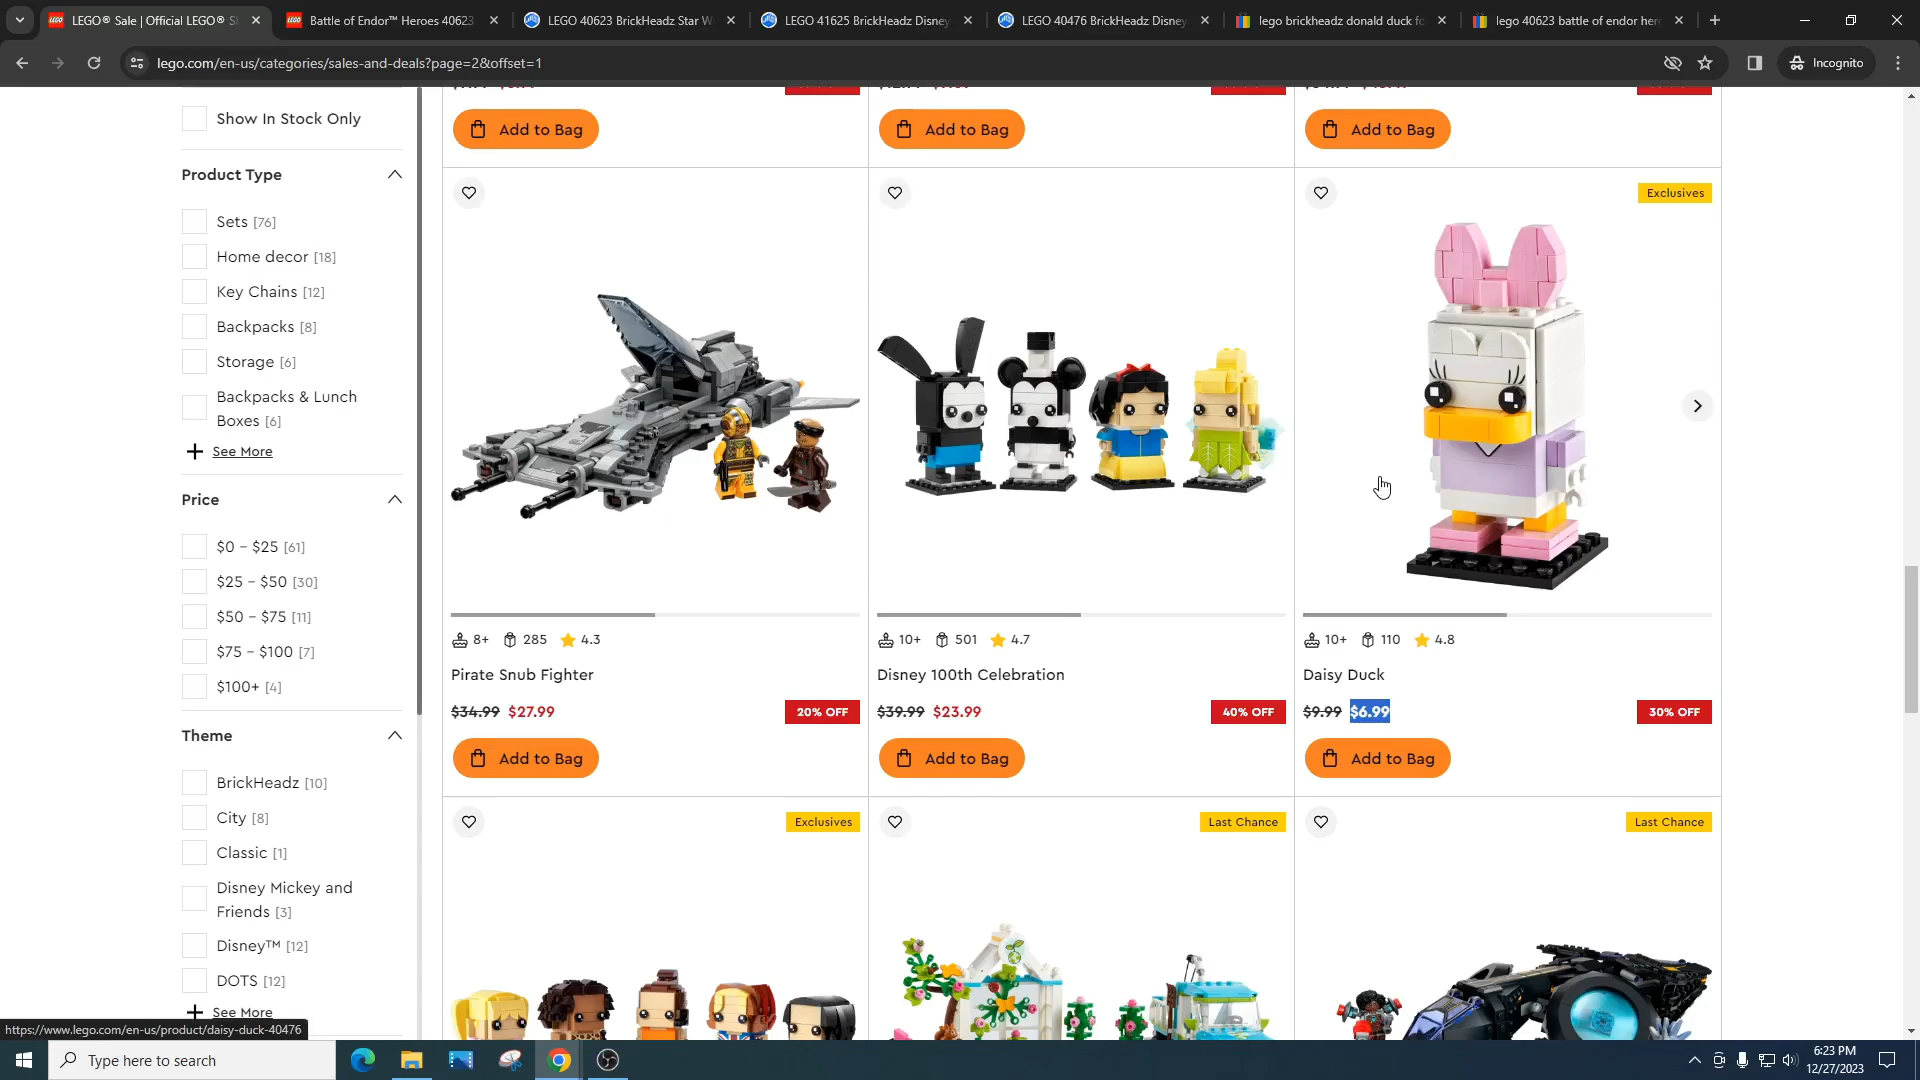 LEGO® Sale | Official LEGO® S
Battle of Endor™ Heroes 40623
LEGO 40623 BrickHeadz Star W
LEGO 41625 BrickHeadz Disney
LEGO 40476 BrickHeadz Disney
lego brickheadz donald duck fo
lego 40623 battle of endor her
lego.com/en-us/categories/sales-and-deals?page=2&offset=1
Incognito
Show In Stock Only
Product Type
Sets [76]
Home decor [18]
Key Chains [12]
Backpacks [8]
Storage [6]
Backpacks & Lunch
Boxes [6]
See More
Price
$0 - $25 [61]
$25 - $50 [30]
$50 - $75 [11]
$75 - $100 [7]
$100+ [4]
Theme
BrickHeadz [10]
City [8]
Classic [1]
Disney Mickey and
Friends [3]
Disney™ [12]
DOTS [12]
See More
Add to Bag
Add to Bag
Add to Bag
Exclusives
8+ 285 4.3
Pirate Snub Fighter
$34.99 $27.99
20% OFF
Add to Bag
10+ 501 4.7
Disney 100th Celebration
$39.99 $23.99
40% OFF
Add to Bag
10+ 110 4.8
Daisy Duck
$9.99 $6.99
30% OFF
Add to Bag
Exclusives
Last Chance
Last Chance
https://www.lego.com/en-us/product/daisy-duck-40476
Type here to search
6:23 PM
12/27/2023